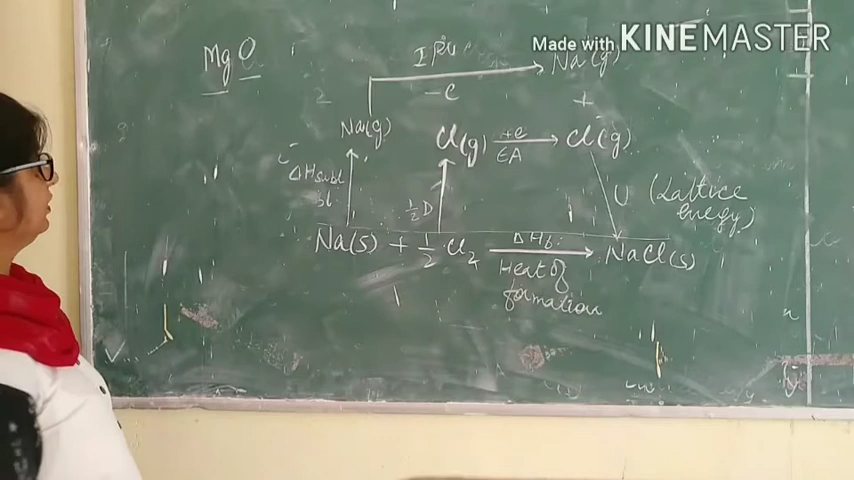 Made with KINEMASTER
MgO
IP
Na(g)
-e
+
Na(g)
Cl(g) +e Cl⁻(g)
EA
ΔHsubl
½D
U (Lattice
energy)
Na(s) + ½ Cl₂ ΔHf NaCl(s)
Heat of
formation